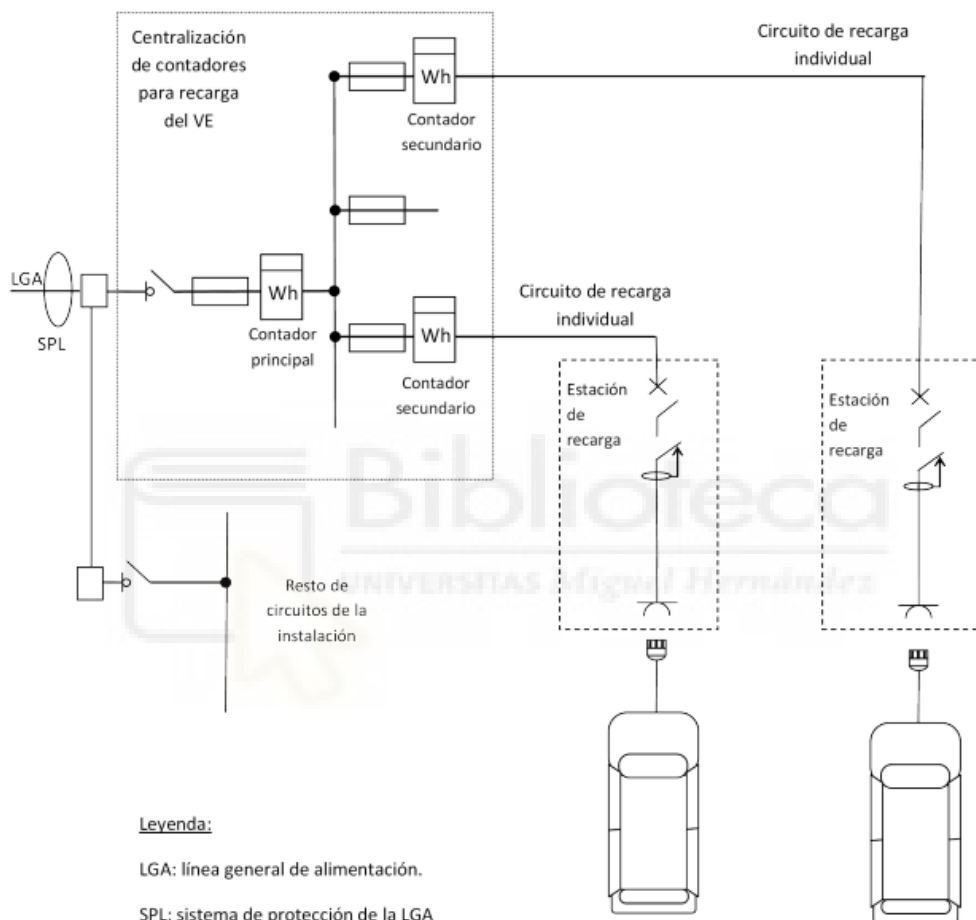 Centralización
de contadores
para recarga
del VE
Wh
Contador
secundario
Circuito de recarga
individual
LGA
SPL
Wh
Contador
principal
Wh
Contador
secundario
Circuito de recarga
individual
Estación
de
recarga
Estación
de
recarga
Biblioteca
UNIVERSITAS Miguel Hernández
Resto de
circuitos de la
instalación
Leyenda:
LGA: línea general de alimentación.
SPL: sistema de protección de la LGA